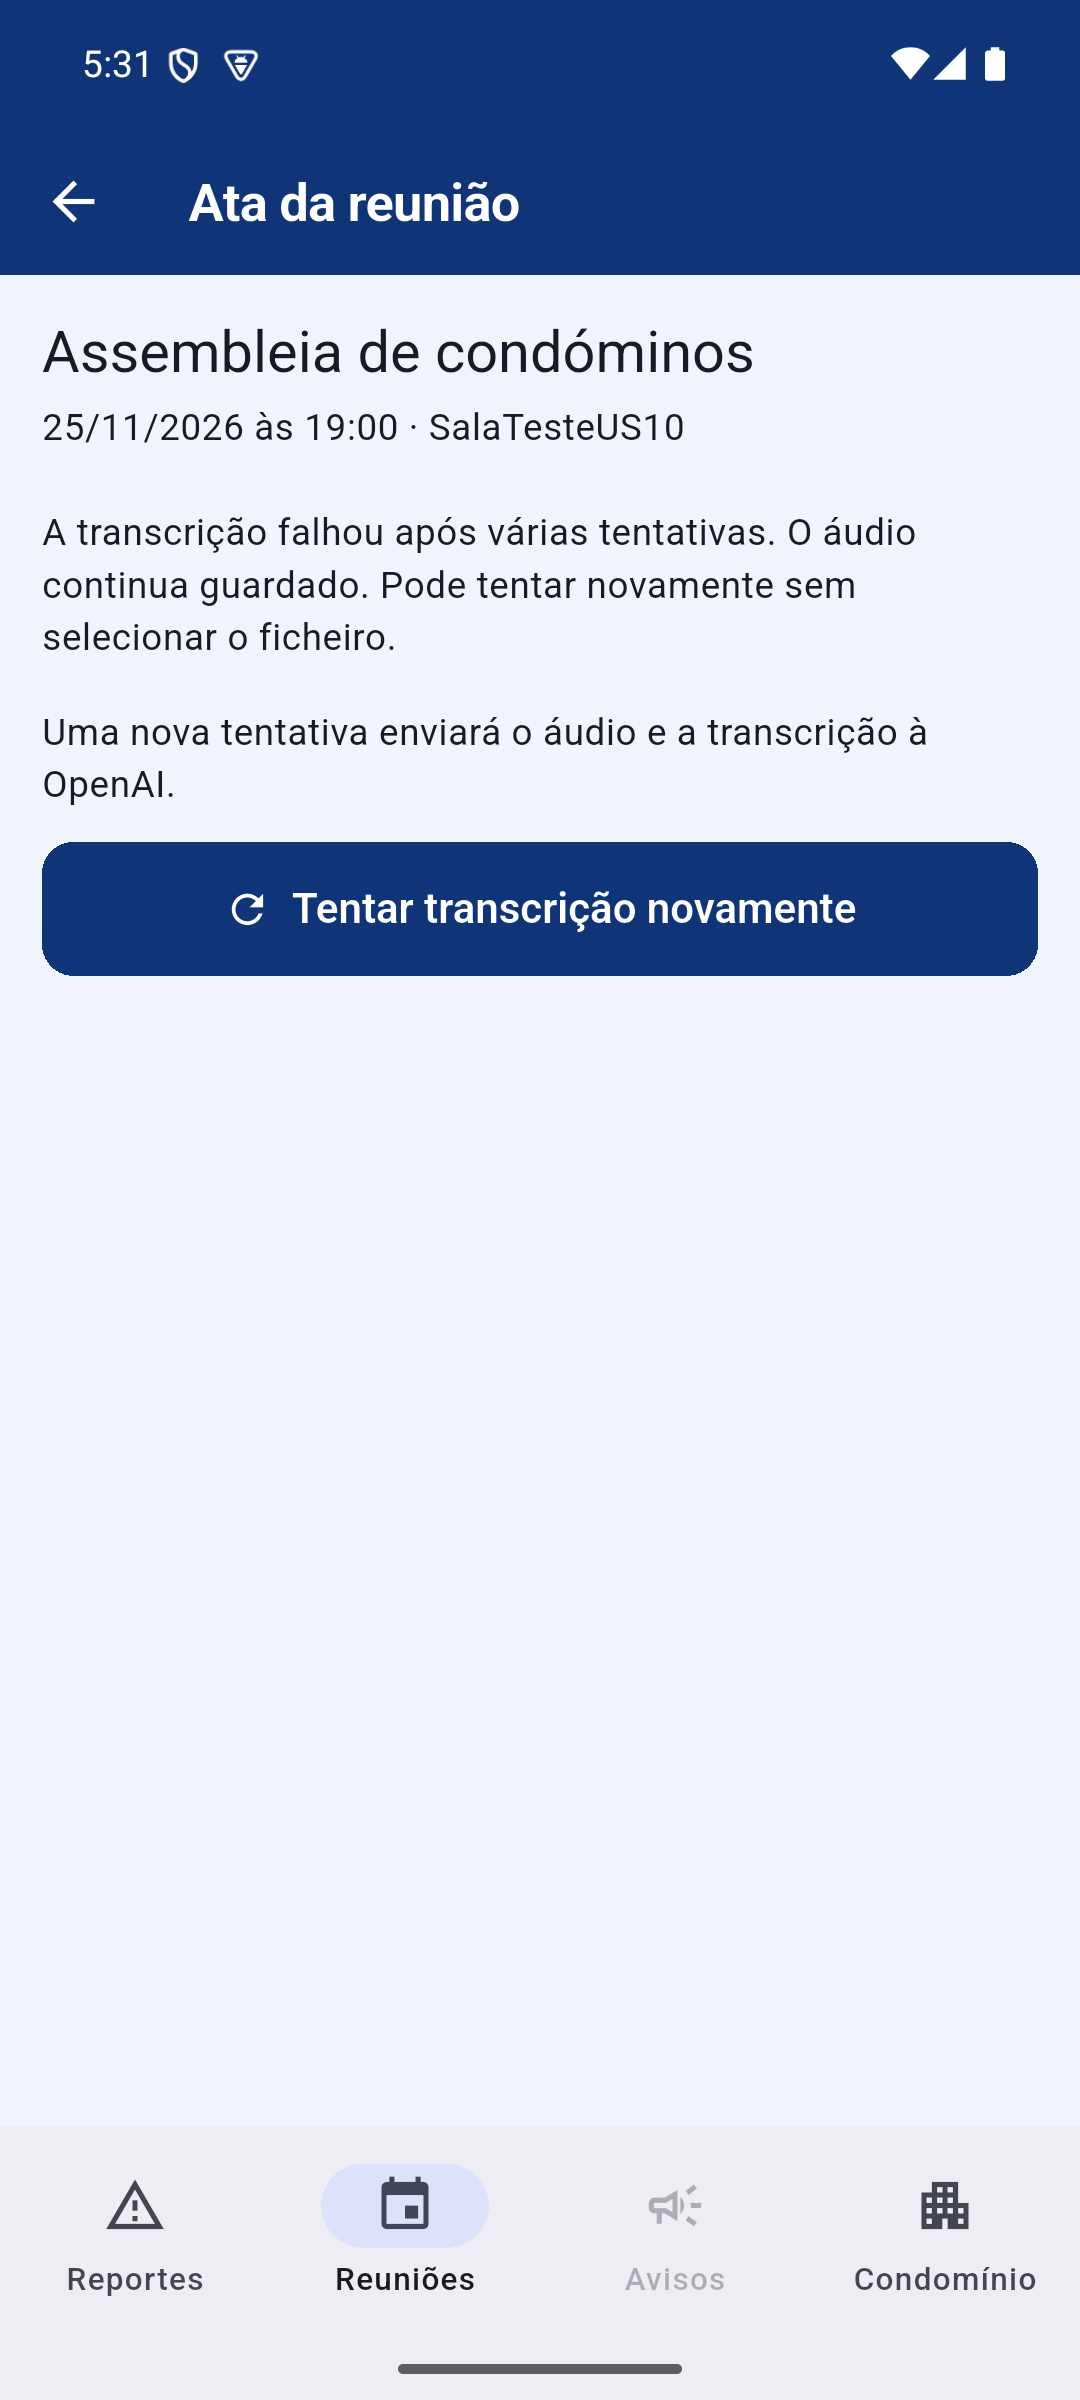 5:31
Ata da reunião
Assembleia de condóminos
25/11/2026 às 19:00 · SalaTesteUS10
A transcrição falhou após várias tentativas. O áudio
continua guardado. Pode tentar novamente sem
selecionar o ficheiro.
Uma nova tentativa enviará o áudio e a transcrição à
OpenAI.
Tentar transcrição novamente
Reportes
Reuniões
Avisos
Condomínio